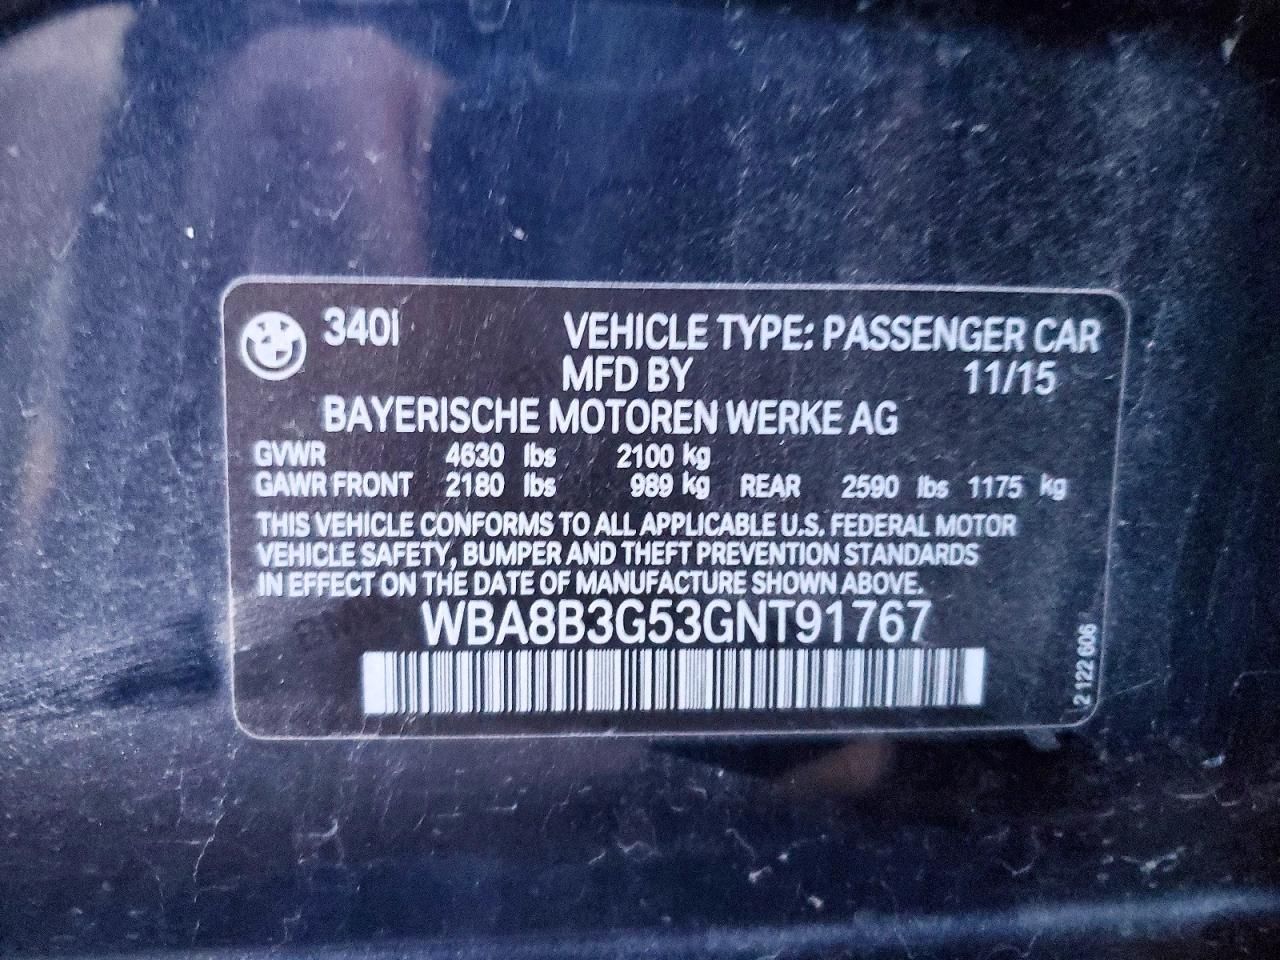 340i VEHICLE TYPE: PASSENGER CAR
MFD BY 11/15
BAYERISCHE MOTOREN WERKE AG
GVWR 4630 lbs 2100 kg
GAWR FRONT 2180 lbs 989 kg REAR 2590 lbs 1175 kg
THIS VEHICLE CONFORMS TO ALL APPLICABLE U.S. FEDERAL MOTOR
VEHICLE SAFETY, BUMPER AND THEFT PREVENTION STANDARDS
IN EFFECT ON THE DATE OF MANUFACTURE SHOWN ABOVE.
WBA8B3G53GNT91767
2 122 606